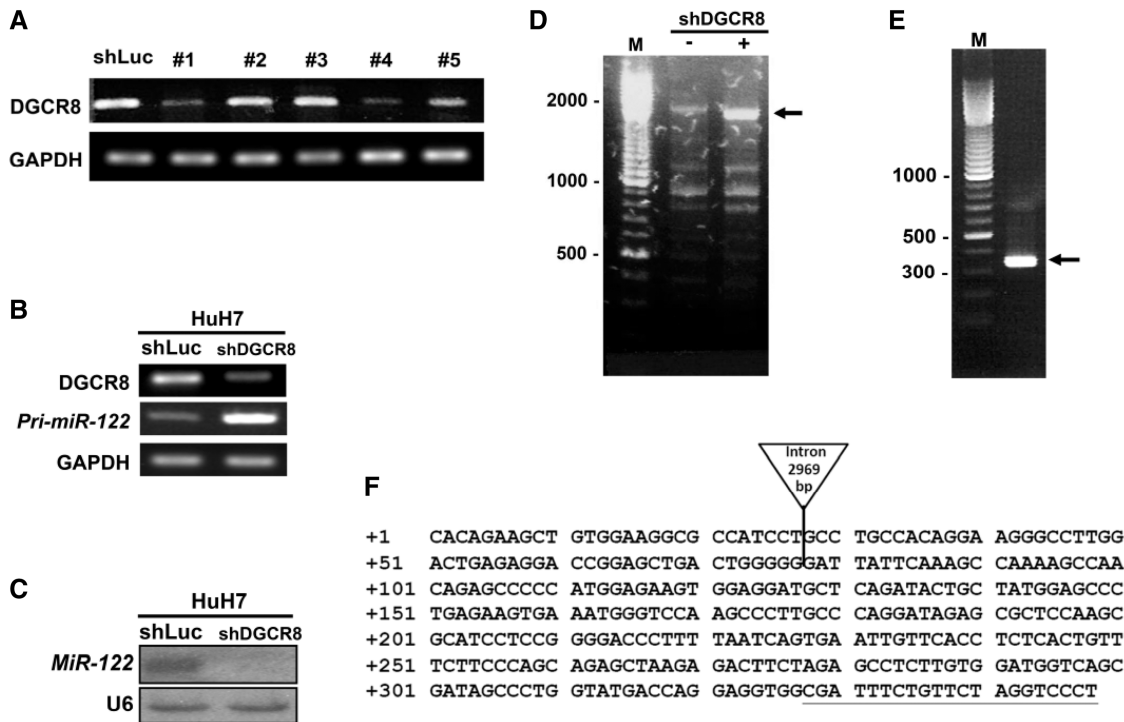 A
shLuc #1 #2 #3 #4 #5
DGCR8
GAPDH
B
HuH7
shLuc shDGCR8
DGCR8
Pri-miR-122
GAPDH
C
HuH7
shLuc shDGCR8
MiR-122
U6
D
shDGCR8
M - +
2000 -
1000 -
500 -
E
M
1000 -
500 -
300 -
F
Intron
2969
bp
+1 CACAGAAGCT GTGGAAGGCG CCATCCTGCC TGCCACAGGA AGGGCCTTGG
+51 ACTGAGAGGA CCGGAGCTGA CTGGGGGGAT TATTCAAAGC CAAAAGCCAA
+101 CAGAGCCCCC ATGGAGAAGT GGAGGATGCT CAGATACTGC TATGGAGCCC
+151 TGAGAAGTGA AATGGGTCCA AGCCCTTGCC CAGGATAGAG CGCTCCAAGC
+201 GCATCCTCCG GGGACCCTTT TAATCAGTGA ATTGTTCACC TCTCACTGTT
+251 TCTTCCCAGC AGAGCTAAGA GACTTCTAGA GCCTCTTGTG GATGGTCAGC
+301 GATAGCCCTGG TATGACCAGG GAGGTGGCGA TTTCTGTTCT AGGTCCCT